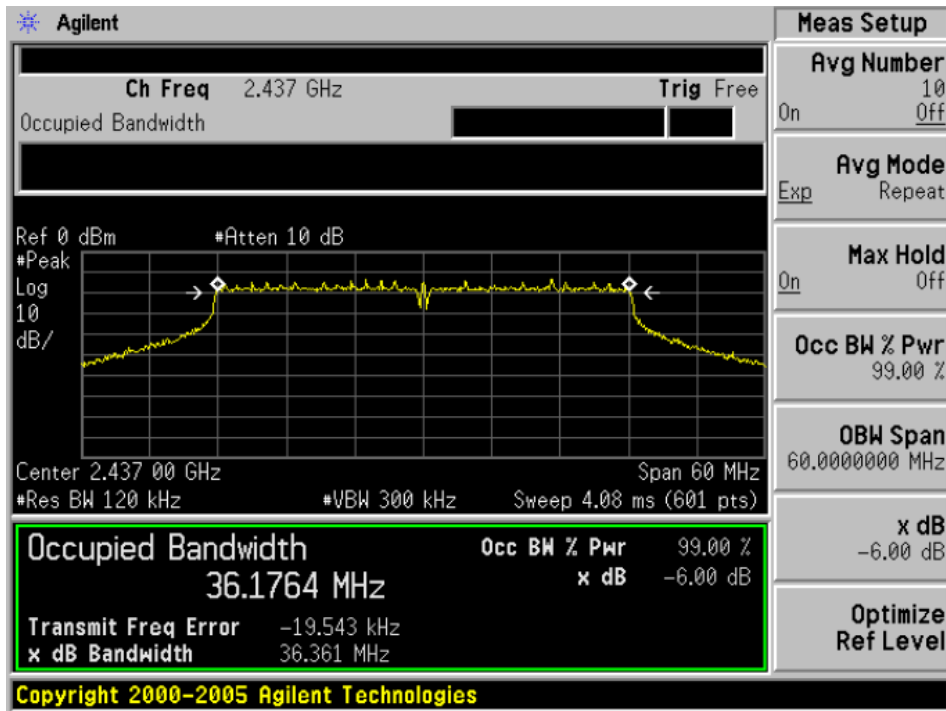 Agilent
Ch Freq 2.437 GHz Trig Free
Occupied Bandwidth
Ref 0 dBm #Atten 10 dB
#Peak
Log
10
dB/
Center 2.437 00 GHz Span 60 MHz
#Res BW 120 kHz #VBW 300 kHz Sweep 4.08 ms (601 pts)
Occupied Bandwidth Occ BW % Pwr 99.00 %
36.1764 MHz x dB -6.00 dB
Transmit Freq Error -19.543 kHz
x dB Bandwidth 36.361 MHz
Copyright 2000-2005 Agilent Technologies
Meas Setup
Avg Number
10
On Off
Avg Mode
Exp Repeat
Max Hold
On Off
Occ BW % Pwr
99.00 %
OBW Span
60.0000000 MHz
x dB
-6.00 dB
Optimize
Ref Level